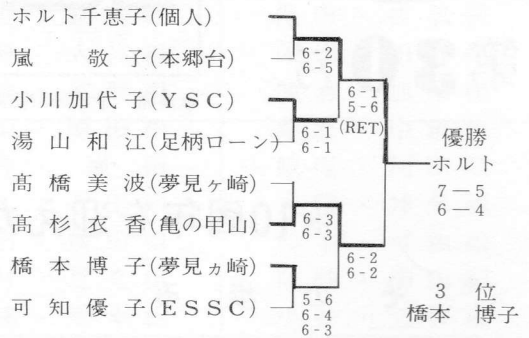 ホルト千恵子(個人)
嵐　敬子(本郷台)
小川加代子(YSC)
湯山和江(足柄ローン)
髙橋美波(夢見ヶ崎)
髙杉衣香(亀の甲山)
橋本博子(夢見ヵ崎)
可知優子(ESSC)
6-2
6-5
6-1
6-1
6-3
6-3
5-6
6-4
6-3
6-1
5-6
(RET)
6-2
6-2
優勝
ホルト
7-5
6-4
3　位
橋本　博子